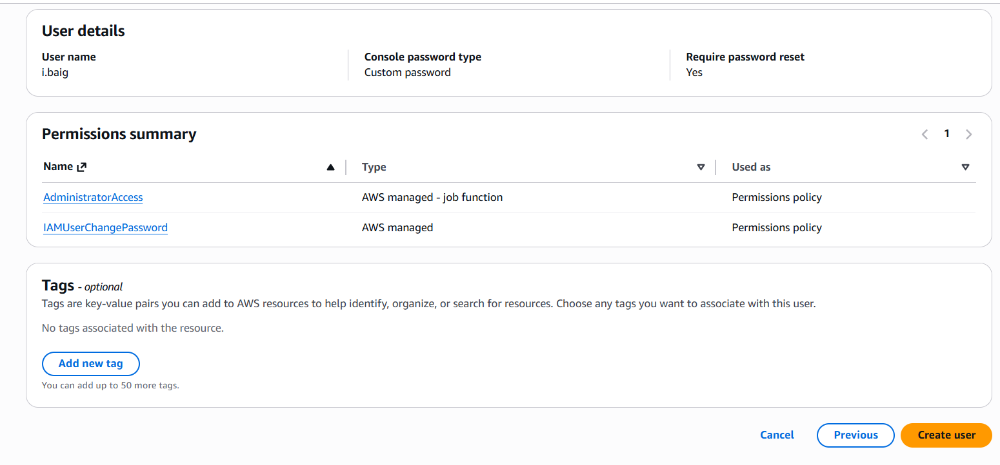 User details
User name
i.baig
Console password type
Custom password
Require password reset
Yes
Permissions summary
1
Name
Type
Used as
AdministratorAccess
AWS managed - job function
Permissions policy
IAMUserChangePassword
AWS managed
Permissions policy
Tags - optional
Tags are key-value pairs you can add to AWS resources to help identify, organize, or search for resources. Choose any tags you want to associate with this user.
No tags associated with the resource.
Add new tag
You can add up to 50 more tags.
Cancel
Previous
Create user